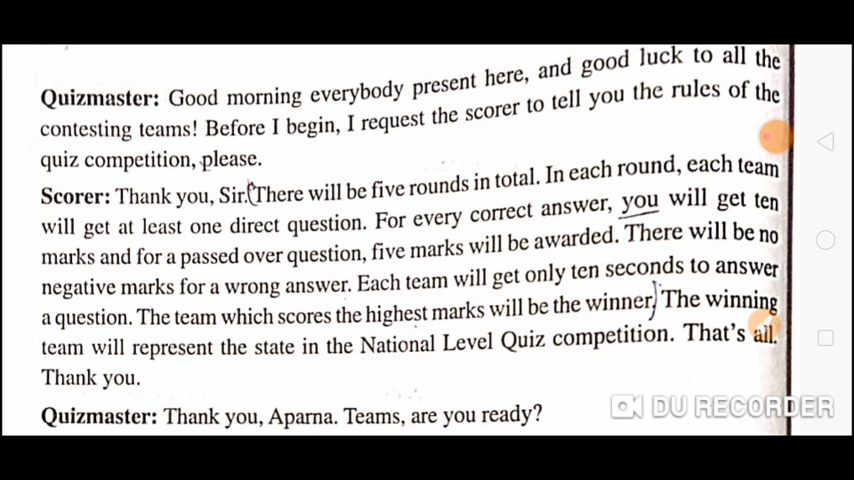 Quizmaster: Good morning everybody present here, and good luck to all the
contesting teams! Before I begin, I request the scorer to tell you the rules of the
quiz competition, please.
Scorer: Thank you, Sir. There will be five rounds in total. In each round, each team
will get at least one direct question. For every correct answer, you will get ten
marks and for a passed over question, five marks will be awarded. There will be no
negative marks for a wrong answer. Each team will get only ten seconds to answer
a question. The team which scores the highest marks will be the winner. The winning
team will represent the state in the National Level Quiz competition. That's all.
Thank you.
Quizmaster: Thank you, Aparna. Teams, are you ready?
DU RECORDER